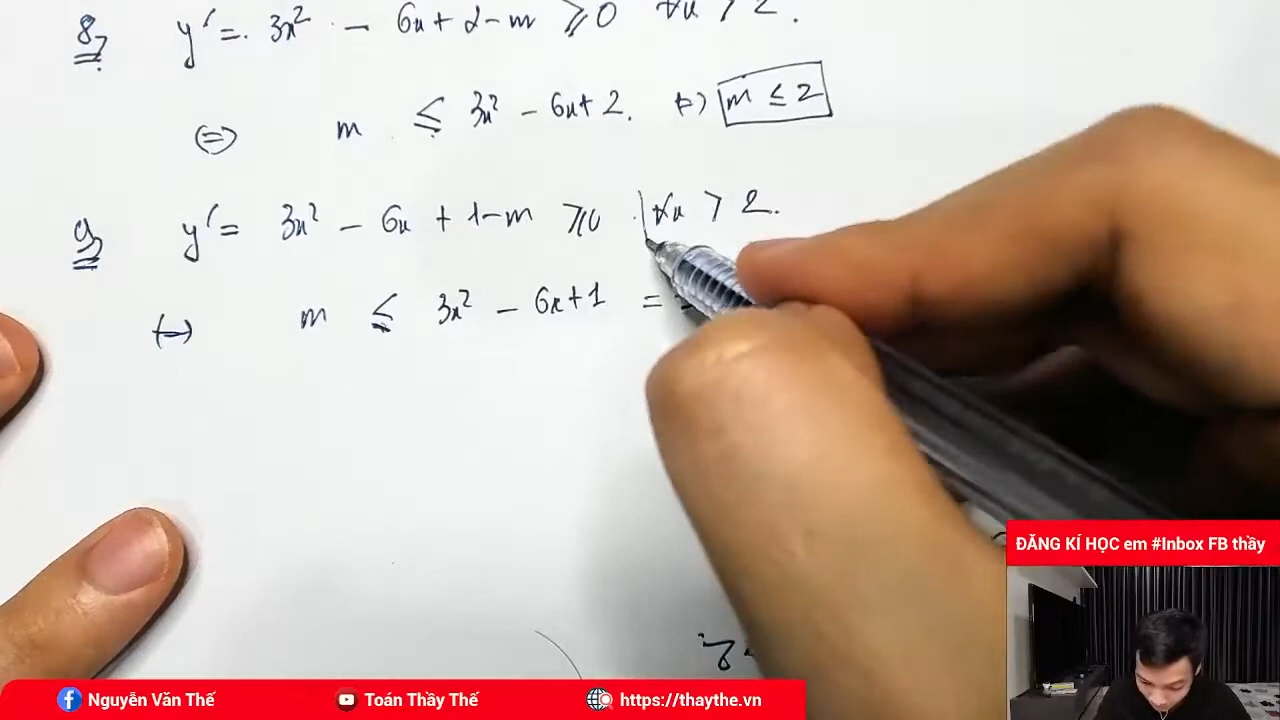 8, y' = 3x² - 6x + 2 - m ≥ 0 ∀x > 2.
⇔ m ≤ 3x² - 6x + 2. ⇔ m ≤ 2
9, y' = 3x² - 6x + 1 - m ≥ 0 ∀x > 2.
⇔ m ≤ 3x² - 6x + 1 =
ĐĂNG KÍ HỌC em #Inbox FB thầy
Nguyễn Văn Thế
Toán Thầy Thế
https://thaythe.vn